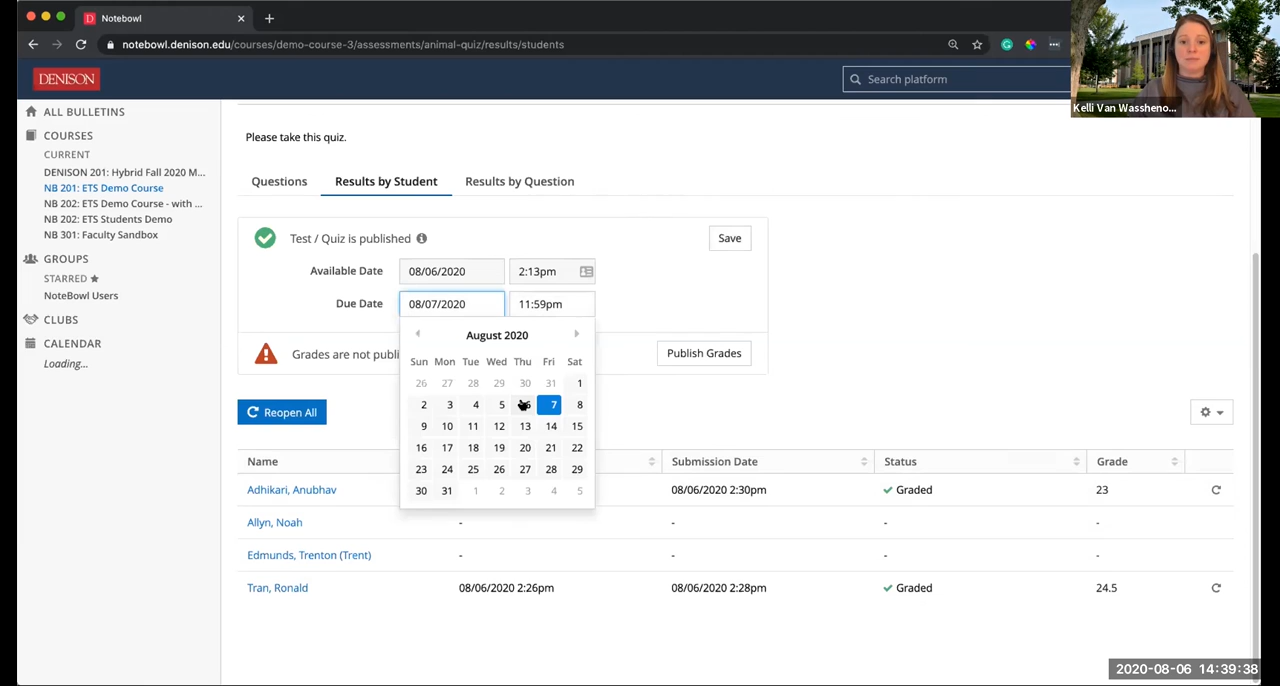 Notebowl
notebowl.denison.edu/courses/demo-course-3/assessments/animal-quiz/results/students
DENISON
Search platform
Kelli Van Wassheno...
ALL BULLETINS
COURSES
CURRENT
DENISON 201: Hybrid Fall 2020 M...
NB 201: ETS Demo Course
NB 202: ETS Demo Course - with ...
NB 202: ETS Students Demo
NB 301: Faculty Sandbox
GROUPS
STARRED
NoteBowl Users
CLUBS
CALENDAR
Loading...
Please take this quiz.
Questions Results by Student Results by Question
Test / Quiz is published Save
Available Date 08/06/2020 2:13pm
Due Date 08/07/2020 11:59pm
Grades are not publi Publish Grades
August 2020
Sun Mon Tue Wed Thu Fri Sat
26 27 28 29 30 31 1
2 3 4 5 6 7 8
9 10 11 12 13 14 15
16 17 18 19 20 21 22
23 24 25 26 27 28 29
30 31 1 2 3 4 5
Reopen All
Name Submission Date Status Grade
Adhikari, Anubhav 08/06/2020 2:30pm Graded 23
Allyn, Noah - - - -
Edmunds, Trenton (Trent) - - - -
Tran, Ronald 08/06/2020 2:26pm 08/06/2020 2:28pm Graded 24.5
2020-08-06 14:39:38